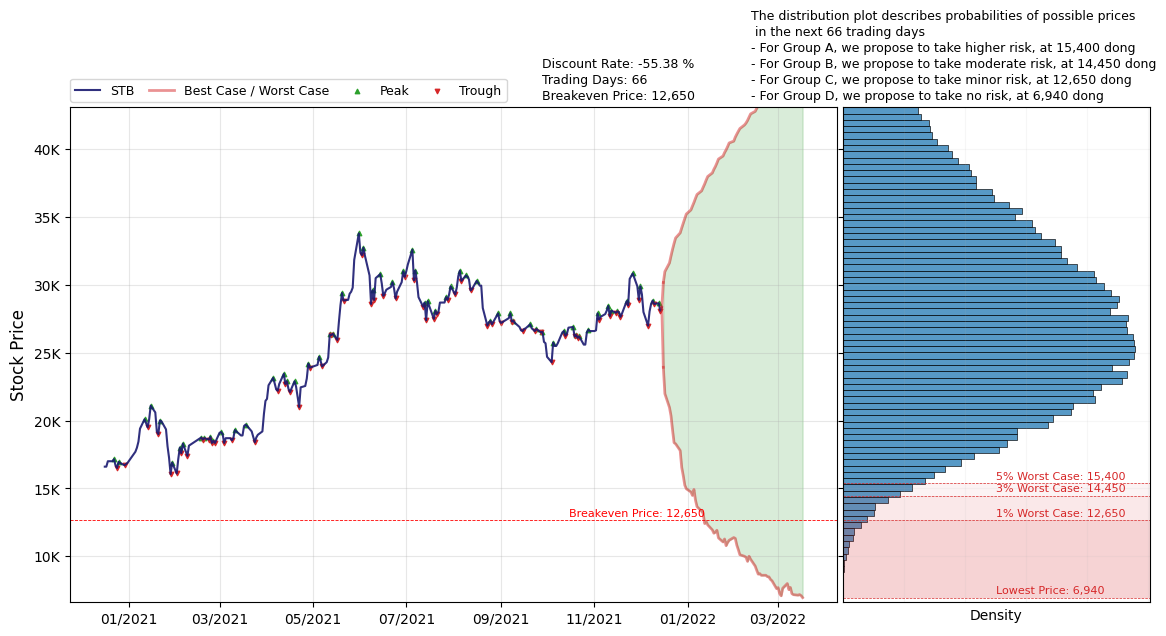 The distribution plot describes probabilities of possible prices
in the next 66 trading days
- For Group A, we propose to take higher risk, at 15,400 dong
- For Group B, we propose to take moderate risk, at 14,450 dong
- For Group C, we propose to take minor risk, at 12,650 dong
- For Group D, we propose to take no risk, at 6,940 dong
Discount Rate: -55.38 %
Trading Days: 66
Breakeven Price: 12,650
STB
Best Case / Worst Case
Peak
Trough
Stock Price
40K
35K
30K
25K
20K
15K
10K
Breakeven Price: 12,650
5% Worst Case: 15,400
3% Worst Case: 14,450
1% Worst Case: 12,650
Lowest Price: 6,940
01/2021
03/2021
05/2021
07/2021
09/2021
11/2021
01/2022
03/2022
Density